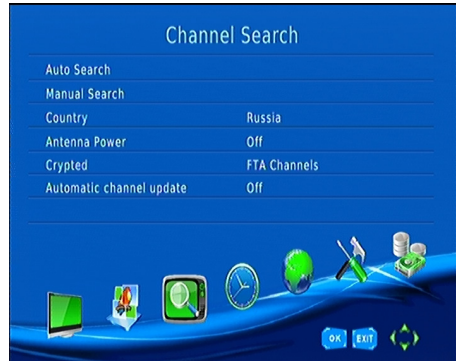 Channel Search
Auto Search
Manual Search
Country Russia
Antenna Power Off
Crypted FTA Channels
Automatic channel update Off
OK EXIT